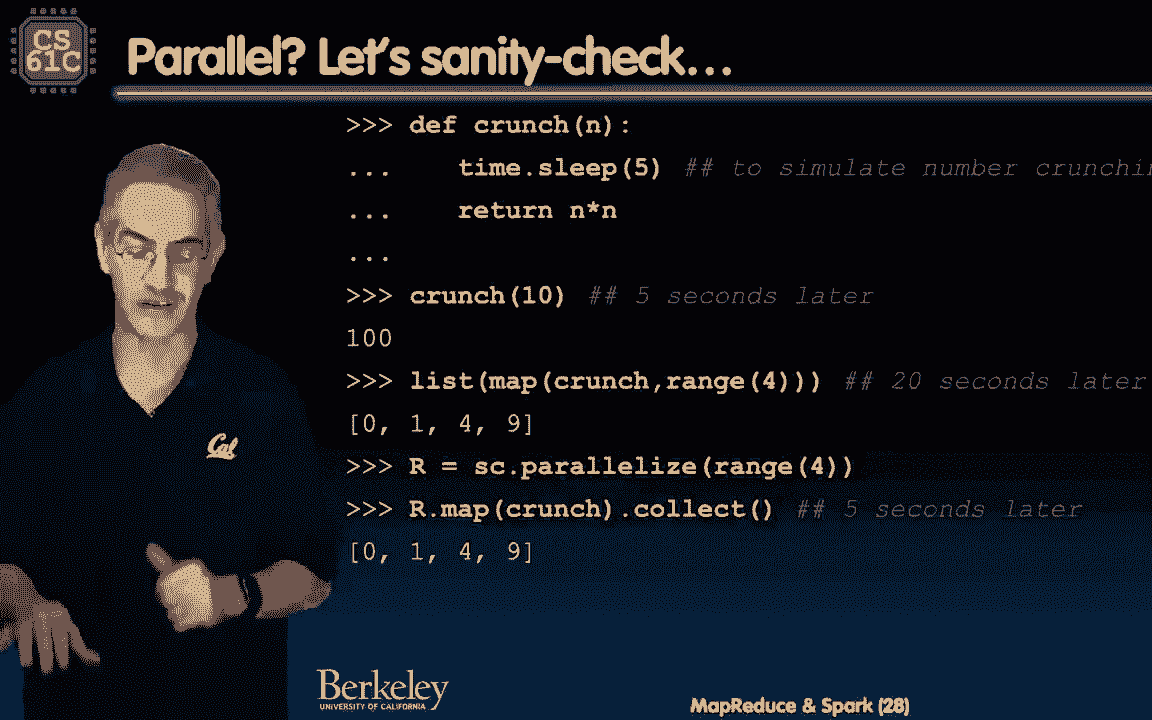 CS
61C
Parallel? Let's sanity-check...
>>> def crunch(n):
...    time.sleep(5) ## to simulate number
...    return n*n
...
>>> crunch(10) ## 5 seconds later
100
>>> list(map(crunch,range(4))) ## 20 seconds later
[0, 1, 4, 9]
>>> R = sc.parallelize(range(4))
>>> R.map(crunch).collect() ## 5 seconds later
[0, 1, 4, 9]
Cal
Berkeley
UNIVERSITY OF CALIFORNIA
MapReduce & Spark (28)